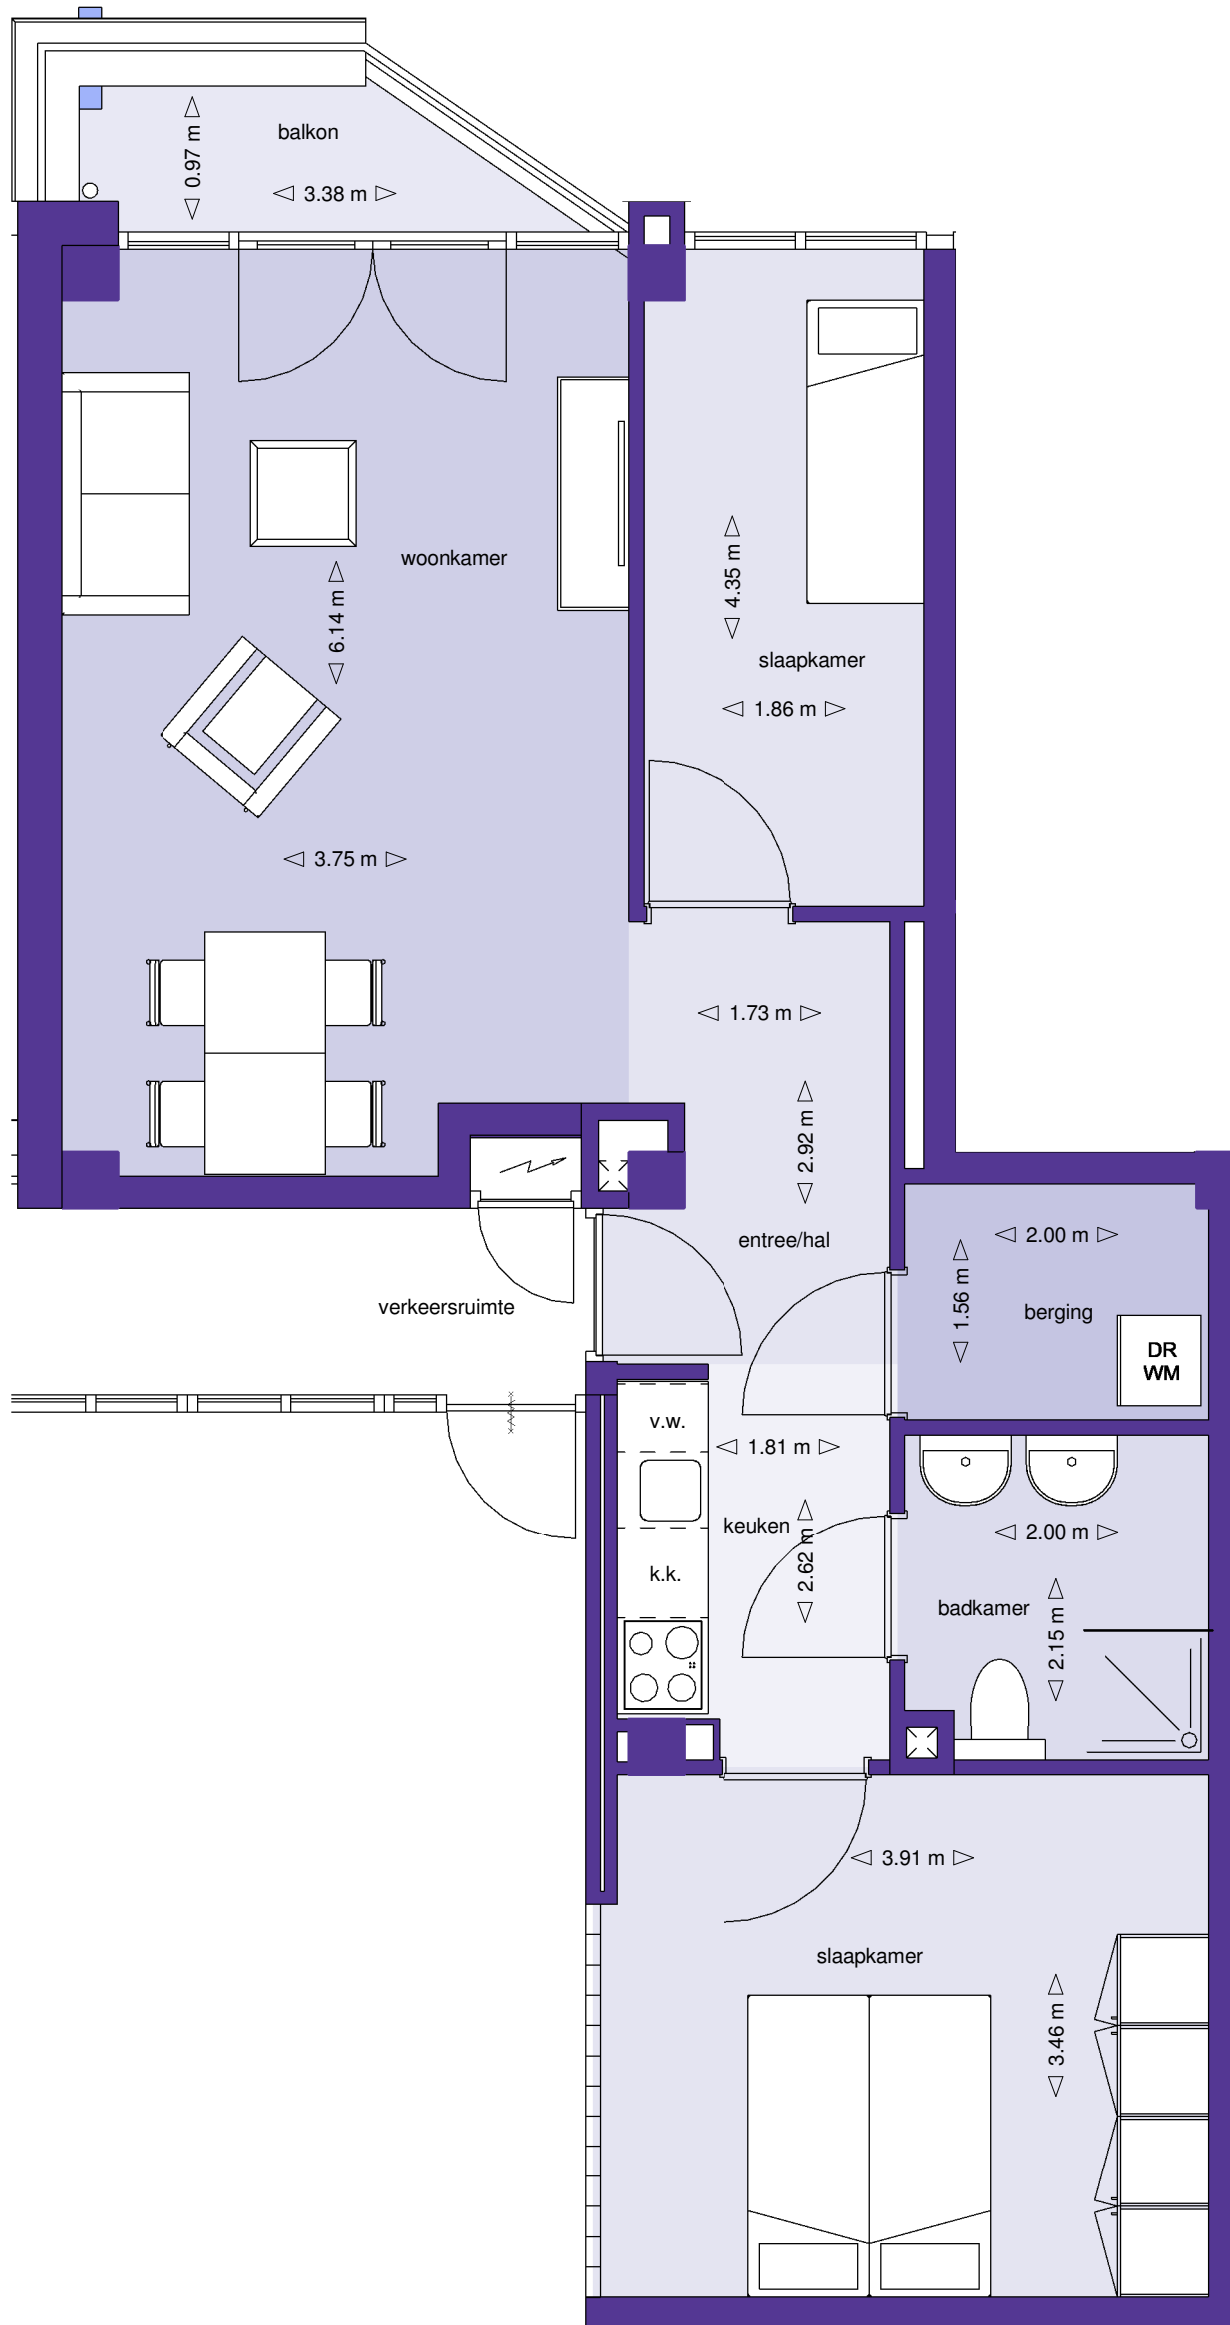 balkon
0.97 m
3.38 m
woonkamer
6.14 m
4.35 m
slaapkamer
1.86 m
3.75 m
1.73 m
2.92 m
entree/hal
2.00 m
1.56 m
berging
verkeersruimte
DR
WM
v.w.
1.81 m
keuken
2.62 m
2.00 m
k.k.
badkamer
2.15 m
3.91 m
slaapkamer
3.46 m